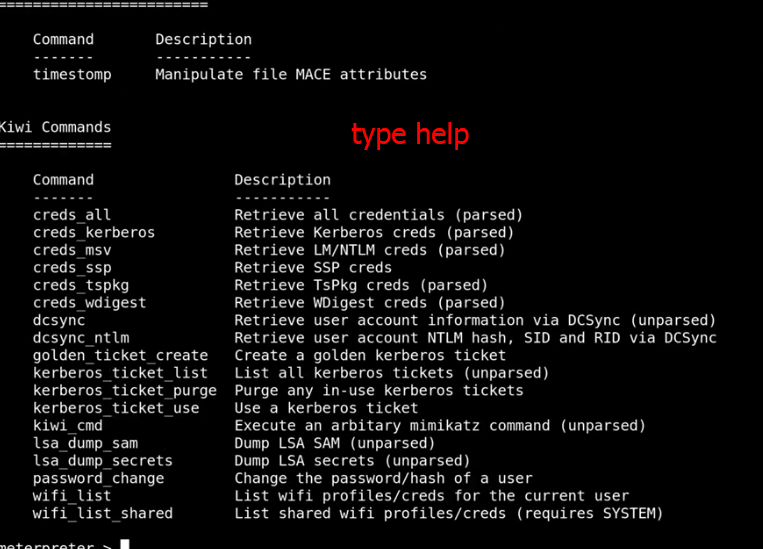 ========================
Command Description
------- -----------
timestomp Manipulate file MACE attributes
Kiwi Commands
type help
=============
Command Description
------- -----------
creds_all Retrieve all credentials (parsed)
creds_kerberos Retrieve Kerberos creds (parsed)
creds_msv Retrieve LM/NTLM creds (parsed)
creds_ssp Retrieve SSP creds
creds_tspkg Retrieve TsPkg creds (parsed)
creds_wdigest Retrieve WDigest creds (parsed)
dcsync Retrieve user account information via DCSync (unparsed)
dcsync_ntlm Retrieve user account NTLM hash, SID and RID via DCSync
golden_ticket_create Create a golden kerberos ticket
kerberos_ticket_list List all kerberos tickets (unparsed)
kerberos_ticket_purge Purge any in-use kerberos tickets
kerberos_ticket_use Use a kerberos ticket
kiwi_cmd Execute an arbitary mimikatz command (unparsed)
lsa_dump_sam Dump LSA SAM (unparsed)
lsa_dump_secrets Dump LSA secrets (unparsed)
password_change Change the password/hash of a user
wifi_list List wifi profiles/creds for the current user
wifi_list_shared List shared wifi profiles/creds (requires SYSTEM)
meterpreter >